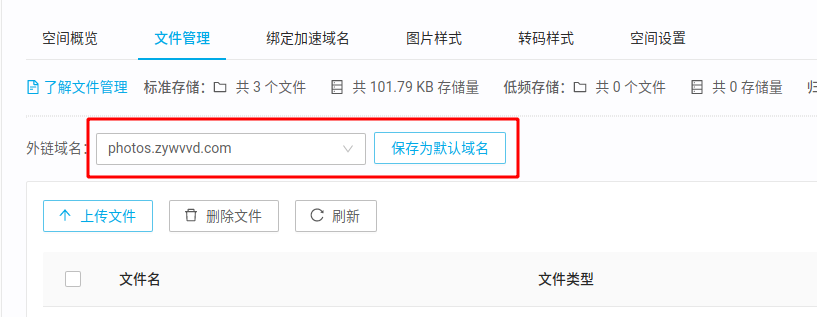 空间概览 文件管理 绑定加速域名 图片样式 转码样式 空间设置
了解文件管理 标准存储： 共 3 个文件 共 101.79 KB 存储量 低频存储： 共 0 个文件 共 0 存储量
外链域名： photos.zywvvd.com 保存为默认域名
上传文件 删除文件 刷新
文件名 文件类型